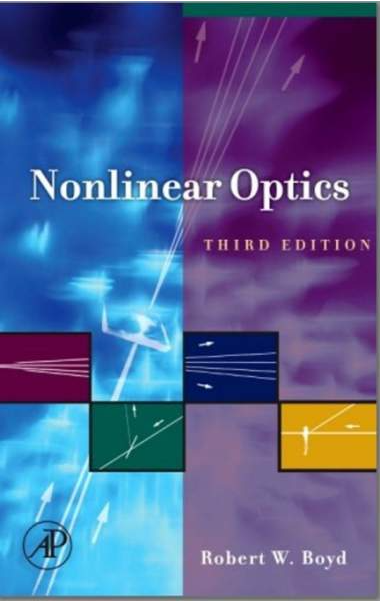 Nonlinear Optics
THIRD EDITION
AP
Robert W. Boyd